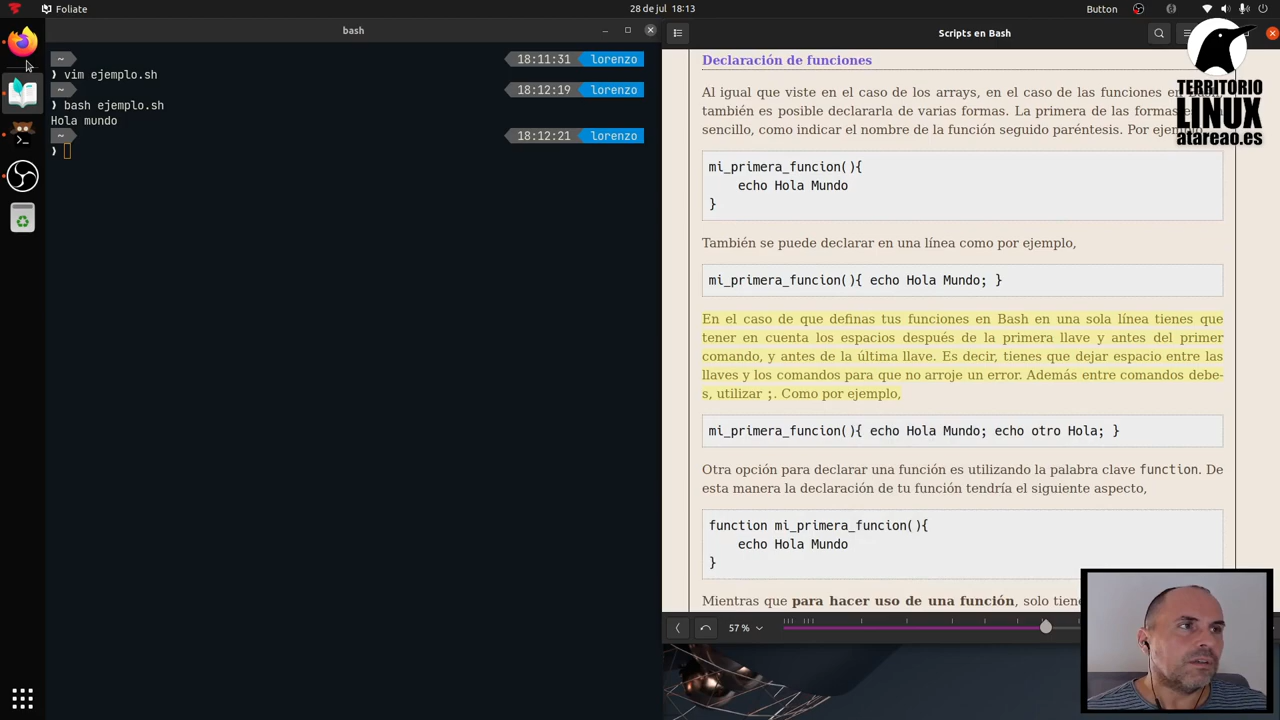 Foliate
28 de jul 18:13
Button
bash
~ 18:11:31 lorenzo
❯ vim ejemplo.sh
~ 18:12:19 lorenzo
❯ bash ejemplo.sh
Hola mundo
~ 18:12:21 lorenzo
❯
Scripts en Bash
TERRITORIO
LINUX
atareao.es
Declaración de funciones
Al igual que viste en el caso de los arrays, en el caso de las funciones en
también es posible declararla de varias formas. La primera de las formas
sencillo, como indicar el nombre de la función seguido paréntesis. Por
mi_primera_funcion(){
echo Hola Mundo
}
También se puede declarar en una línea como por ejemplo,
mi_primera_funcion(){ echo Hola Mundo; }
En el caso de que definas tus funciones en Bash en una sola línea tienes que
tener en cuenta los espacios después de la primera llave y antes del primer
comando, y antes de la última llave. Es decir, tienes que dejar espacio entre las
llaves y los comandos para que no arroje un error. Además entre comandos debe-
s, utilizar ;. Como por ejemplo,
mi_primera_funcion(){ echo Hola Mundo; echo otro Hola; }
Otra opción para declarar una función es utilizando la palabra clave function. De
esta manera la declaración de tu función tendría el siguiente aspecto,
function mi_primera_funcion(){
echo Hola Mundo
}
Mientras que para hacer uso de una función, solo
57 %